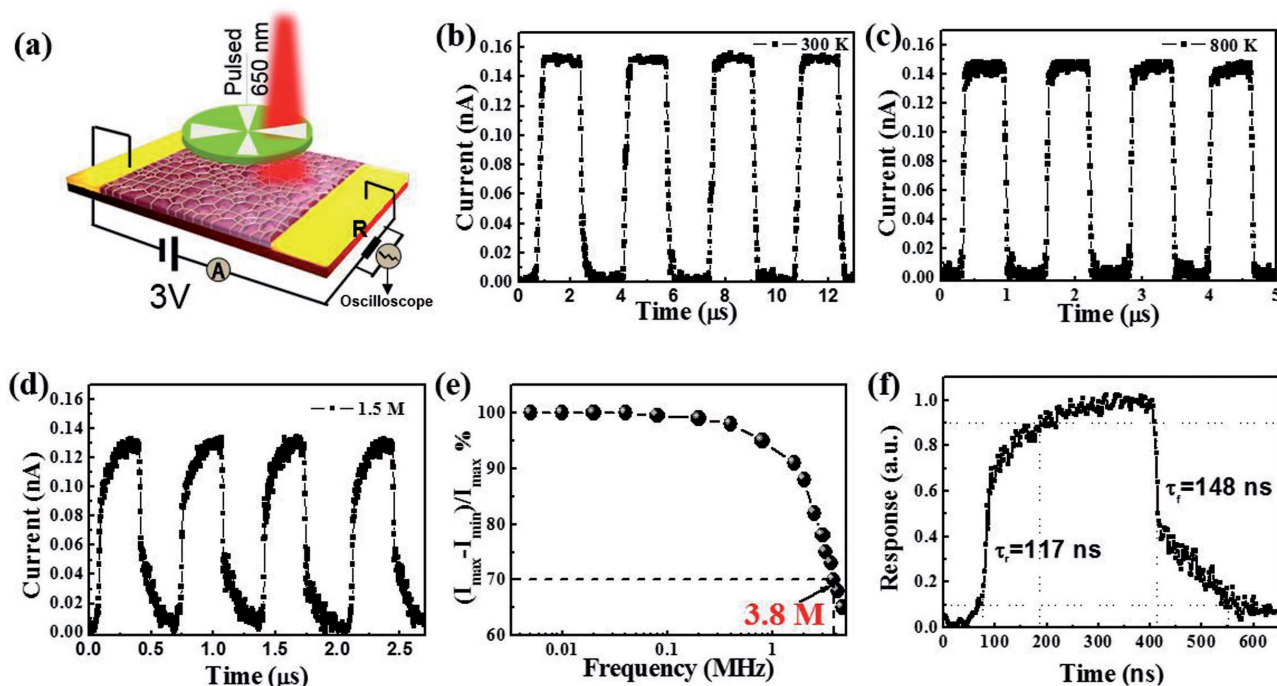 (a)
Pulsed
650 nm
R
A
3V
Oscilloscope
(b)
300 K
Current (nA)
0.16
0.14
0.12
0.10
0.08
0.06
0.04
0.02
0.00
0 2 4 6 8 10 12
Time (μs)
(c)
800 K
Current (nA)
0.16
0.14
0.12
0.10
0.08
0.06
0.04
0.02
0.00
0 1 2 3 4 5
Time (μs)
(d)
1.5 M
Current (nA)
0.16
0.14
0.12
0.10
0.08
0.06
0.04
0.02
0.00
0.0 0.5 1.0 1.5 2.0 2.5
Time (μs)
(e)
(Imax-Imin)/Imax %
100
90
80
70
60
3.8 M
0.01 0.1 1
Frequency (MHz)
(f)
Response (a.u.)
1.0
0.8
0.6
0.4
0.2
0.0
τr=117 ns
τf=148 ns
0 100 200 300 400 500 600
Time (ns)